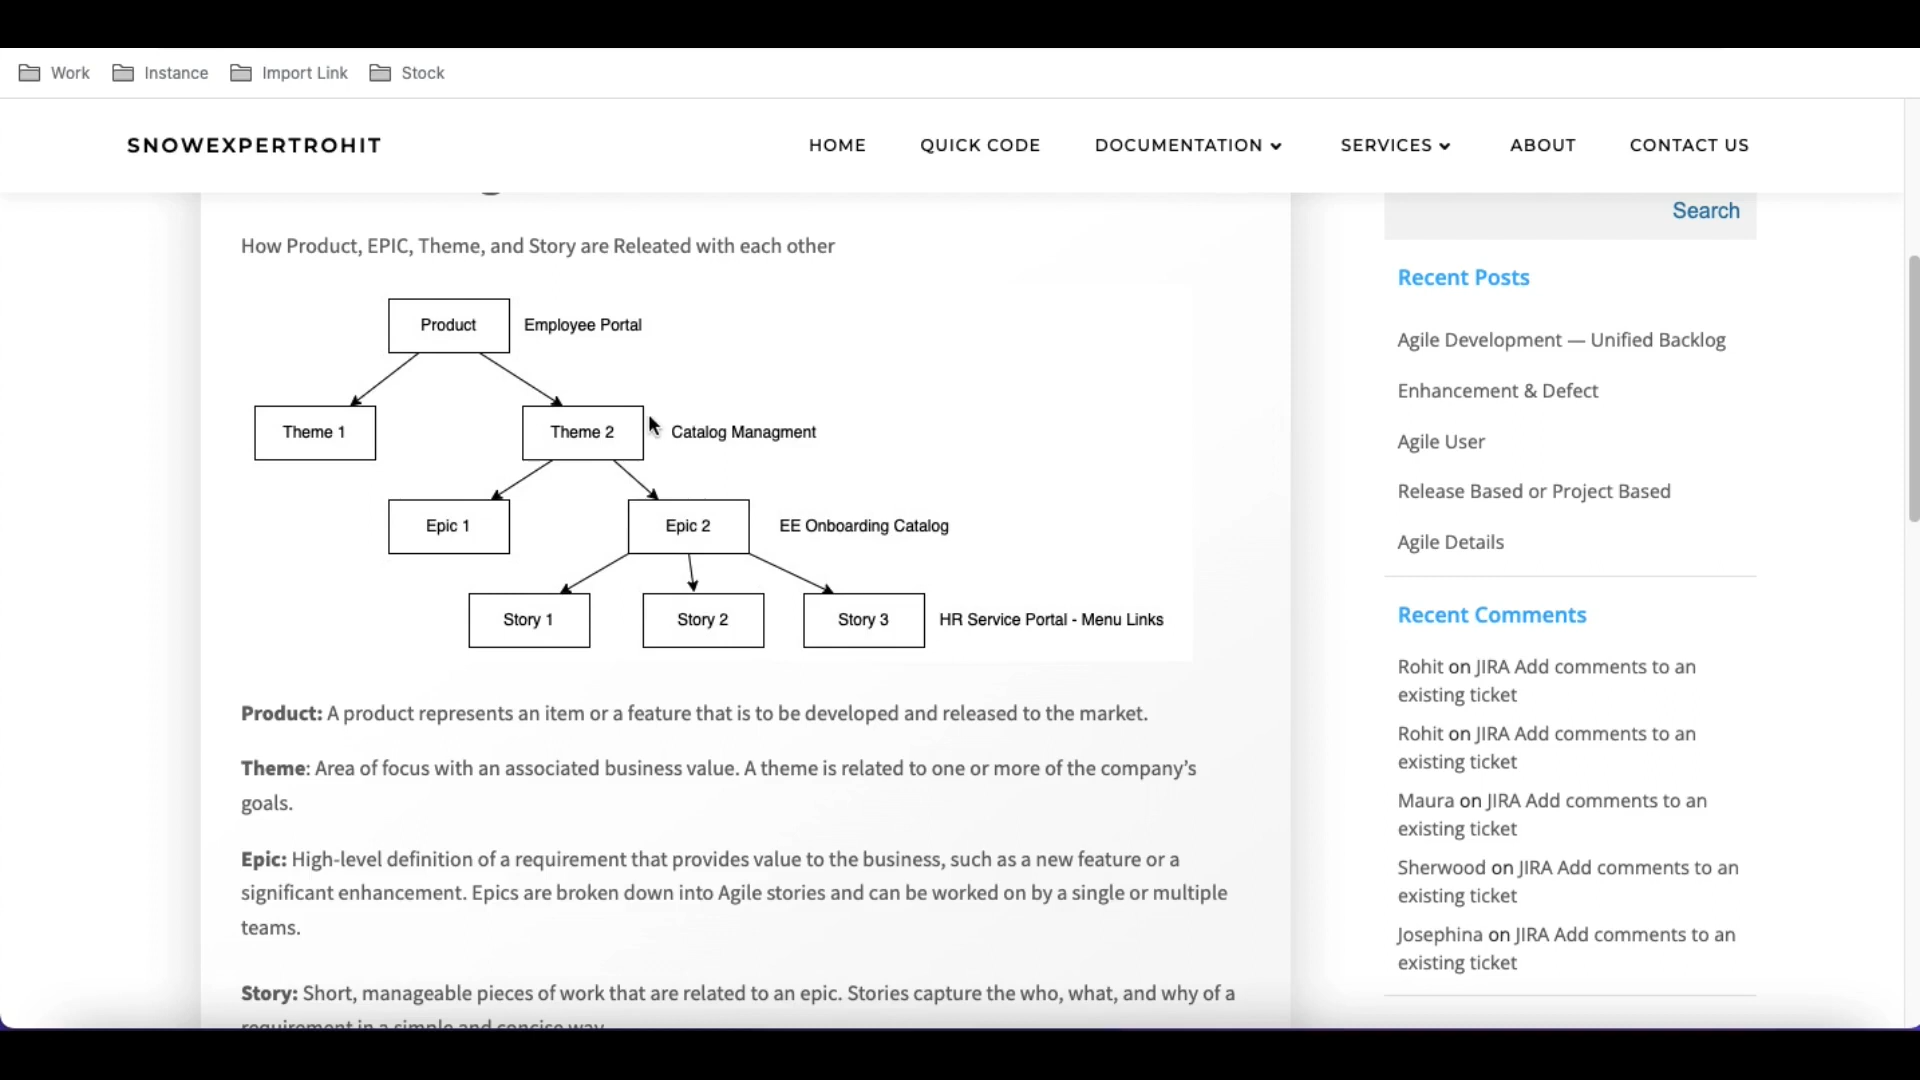 Work Instance Import Link Stock
SNOWEXPERTROHIT HOME QUICK CODE DOCUMENTATION SERVICES ABOUT CONTACT US
How Product, EPIC, Theme, and Story are Releated with each other
Product Employee Portal
Theme 1 Theme 2 Catalog Managment
Epic 1 Epic 2 EE Onboarding Catalog
Story 1 Story 2 Story 3 HR Service Portal - Menu Links
Product: A product represents an item or a feature that is to be developed and released to the market.
Theme: Area of focus with an associated business value. A theme is related to one or more of the company’s
goals.
Epic: High-level definition of a requirement that provides value to the business, such as a new feature or a
significant enhancement. Epics are broken down into Agile stories and can be worked on by a single or multiple
teams.
Story: Short, manageable pieces of work that are related to an epic. Stories capture the who, what, and why of a
requirement in a simple and concise way.
Search
Recent Posts
Agile Development — Unified Backlog
Enhancement & Defect
Agile User
Release Based or Project Based
Agile Details
Recent Comments
Rohit on JIRA Add comments to an
existing ticket
Rohit on JIRA Add comments to an
existing ticket
Maura on JIRA Add comments to an
existing ticket
Sherwood on JIRA Add comments to an
existing ticket
Josephina on JIRA Add comments to an
existing ticket